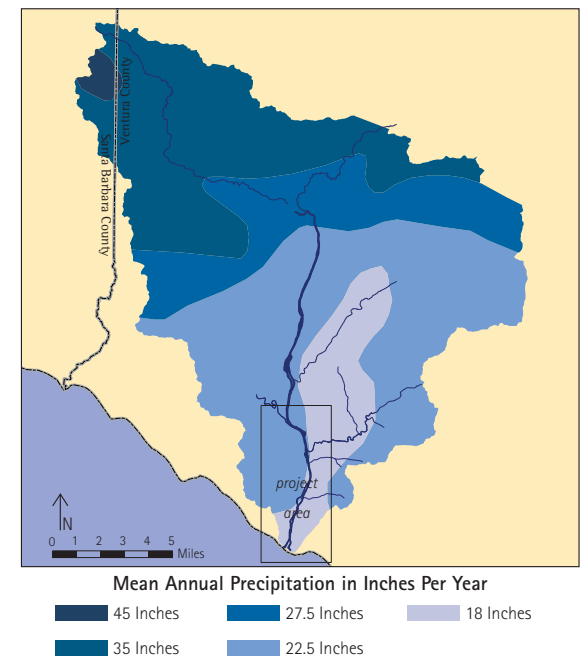 Ventura County
Santa Barbara County
project
area
N
0 1 2 3 4 5
Miles
Mean Annual Precipitation in Inches Per Year
45 Inches
27.5 Inches
18 Inches
35 Inches
22.5 Inches